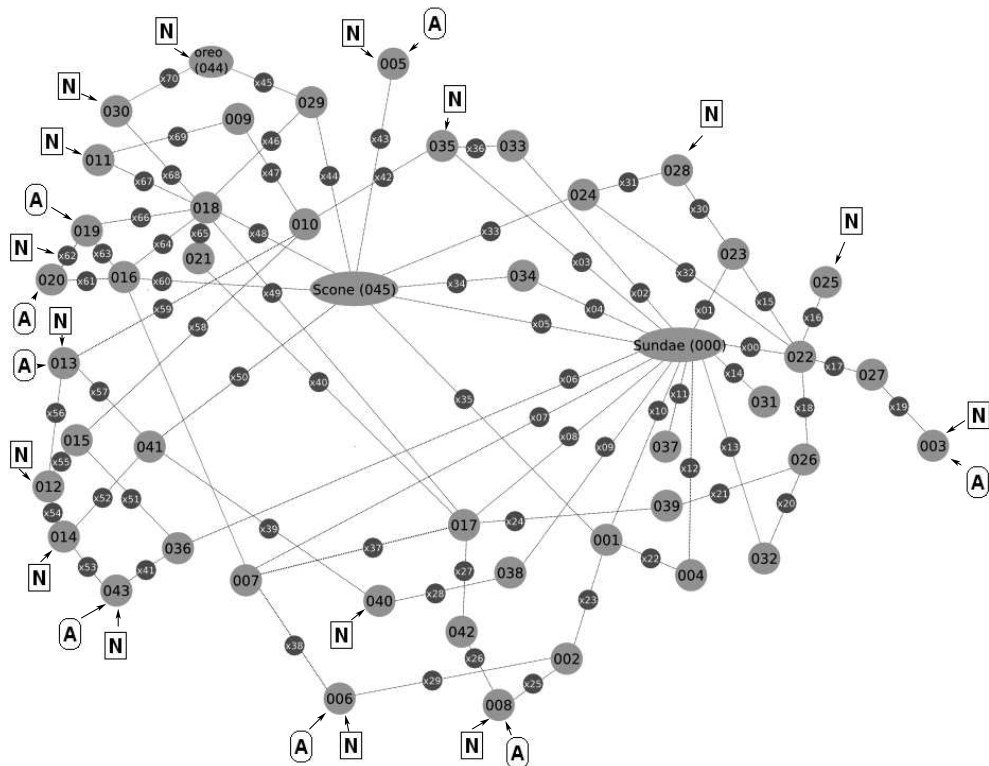 N
N
A
oreo
(044)
005
x70
x45
N
030
029
009
N
N
x43
x69
x46
035
x36
033
N
011
x47
028
x44
x42
x31
x67
x68
024
A
018
x30
x66
010
019
x65
x48
x33
N
x64
023
x62
x63
021
x03
N
020
x61
016
x60
Scone (045)
x34
034
x32
025
x49
x02
x15
A
N
x59
x04
x01
x16
x58
x05
Sundae (000)
x00
A
013
022
x17
027
x50
x40
x06
x14
x57
x35
x11
031
x18
x19
N
x56
x07
x10
003
015
041
x08
x09
037
x13
N
x55
x12
026
A
012
x52
x51
x21
x20
x54
039
014
x39
017
x24
036
x37
001
x22
032
N
x53
x41
x27
038
004
043
007
040
x28
x23
A
N
N
042
x38
x26
002
x29
x25
006
008
A
N
N
A